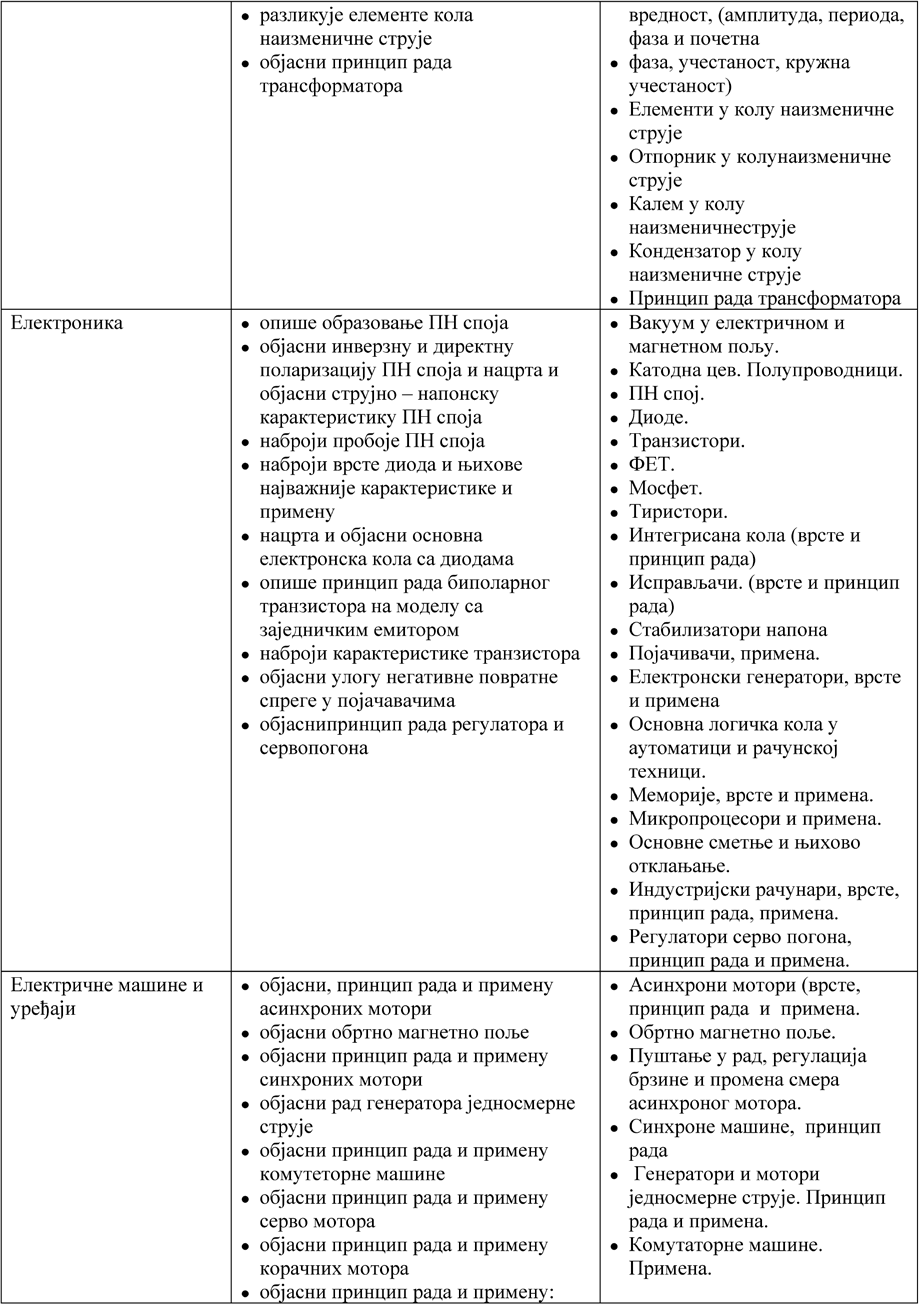 разликује елементе кола
наизменичне струје
објасни принцип рада
трансформатора
вредност, (амплитуда, периода,
фаза и почетна
фаза, учестаност, кружна
учестаност)
Елементи у колу наизменичне
струје
Отпорник у колунаизменичне
струје
Калем у колу
наизменичнеструје
Кондензатор у колу
наизменичне струје
Принцип рада трансформатора
Електроника
опише образовање ПН споја
објасни инверзну и директну
поларизацију ПН споја и нацрта и
објасни струјно – напонску
карактеристику ПН споја
наброји пробоје ПН споја
наброји врсте диода и њихове
најважније карактеристике и
примену
нацрта и објасни основна
електронска кола са диодама
опише принцип рада биполарног
транзистора на моделу са
заједничким емитором
наброји карактеристике транзистора
објасни улогу негативне повратне
спреге у појачавачима
објаснипринцип рада регулатора и
сервопогона
Вакуум у електричном и
магнетном пољу.
Катодна цев. Полупроводници.
ПН спој.
Диоде.
Транзистори.
ФЕТ.
Мосфет.
Тиристори.
Интегрисана кола (врсте и
принцип рада)
Исправљачи. (врсте и принцип
рада)
Стабилизатори напона
Појачивачи, примена.
Електронски генератори, врсте
и примена
Основна логичка кола у
аутоматици и рачунској
техници.
Меморије, врсте и примена.
Микропроцесори и примена.
Основне сметње и њихово
отклањање.
Индустријски рачунари, врсте,
принцип рада, примена.
Регулатори серво погона,
принцип рада и примена.
Електричне машине и
уређаји
објасни, принцип рада и примену
асинхроних мотори
објасни обртно магнетно поље
објасни принцип рада и примену
синхроних мотори
објасни рад генератора једносмерне
струје
објасни принцип рада и примену
комутеторне машине
објасни принцип рада и примену
серво мотора
објасни принцип рада и примену
корачних мотора
објасни принцип рада и примену:
Асинхрони мотори (врсте,
принцип рада и примена.
Обртно магнетно поље.
Пуштање у рад, регулација
брзине и промена смера
асинхроног мотора.
Синхроне машине, принцип
рада
Генератори и мотори
једносмерне струје. Принцип
рада и примена.
Комутаторне машине.
Примена.